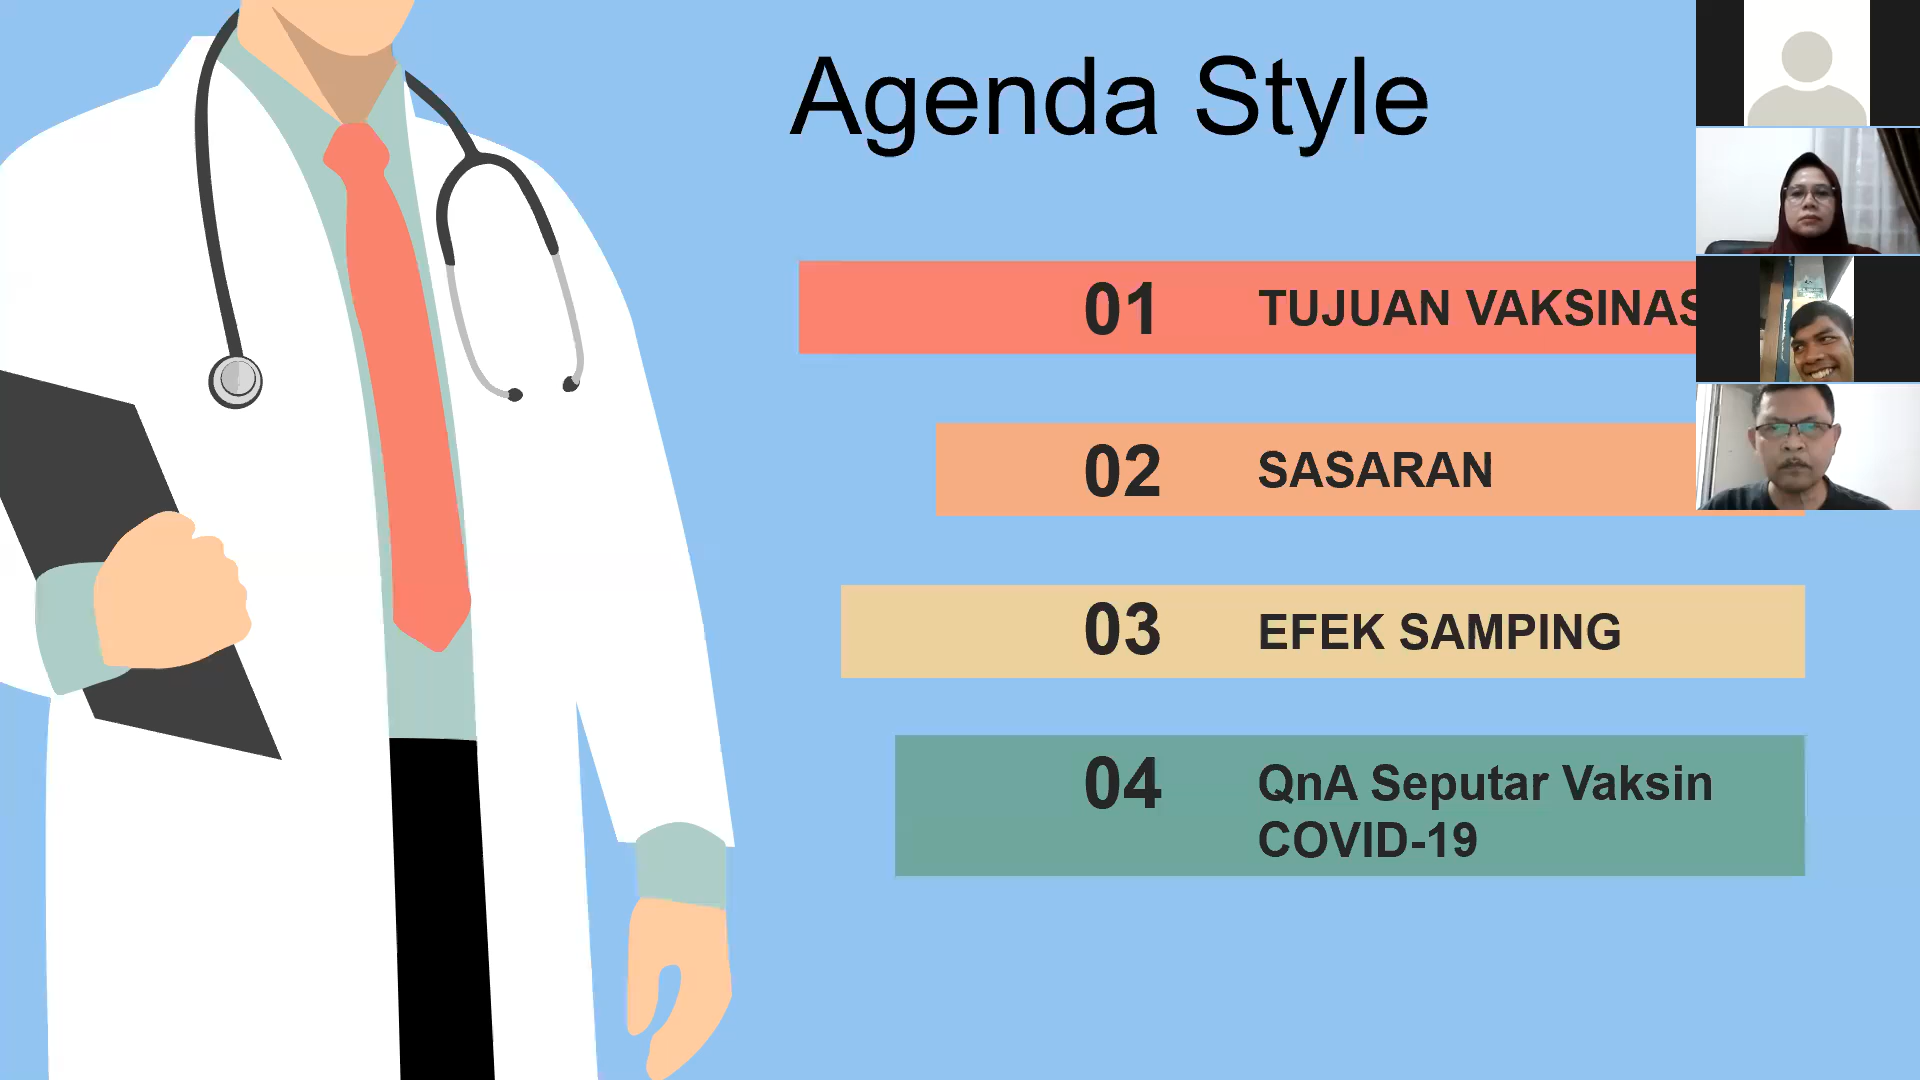 Agenda Style
01 TUJUAN VAKSINAS
02 SASARAN
03 EFEK SAMPING
04 QnA Seputar Vaksin
COVID-19